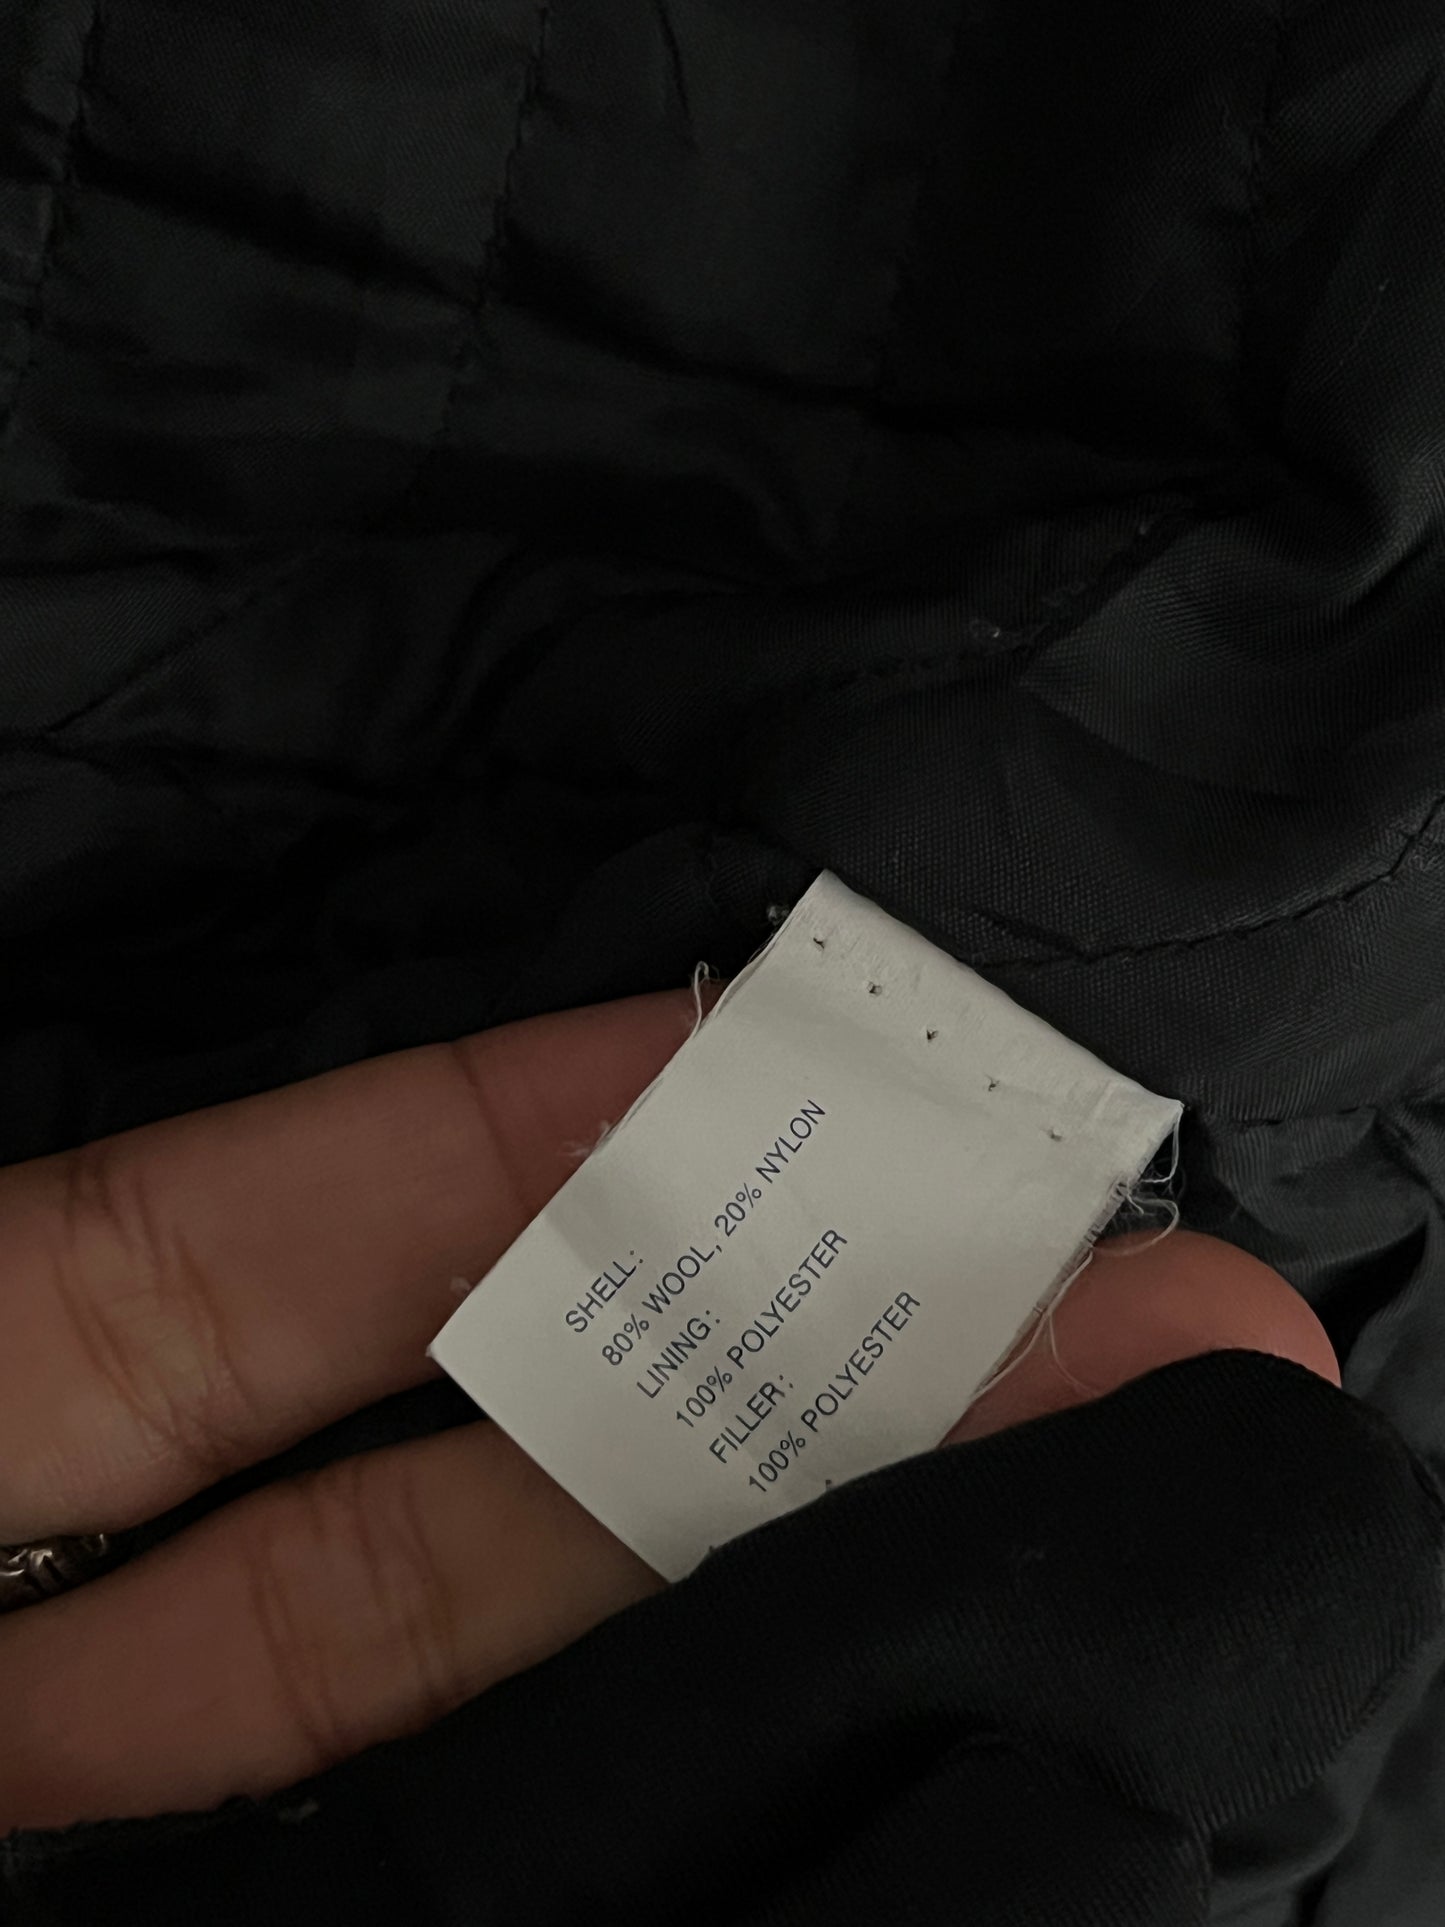 SHELL:
80% WOOL, 20% NYLON
LINING:
100% POLYESTER
FILLER:
100% POLYESTER